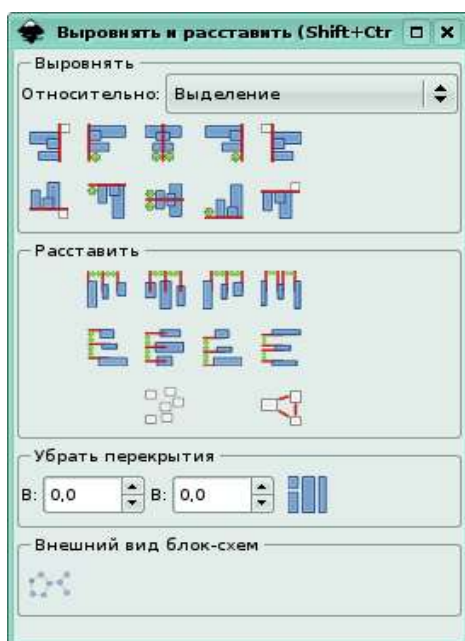 Выровнять и расставить (Shift+Ctr
Выровнять
Относительно: Выделение
Расставить
Убрать перекрытия
В: 0,0 В: 0,0
Внешний вид блок-схем